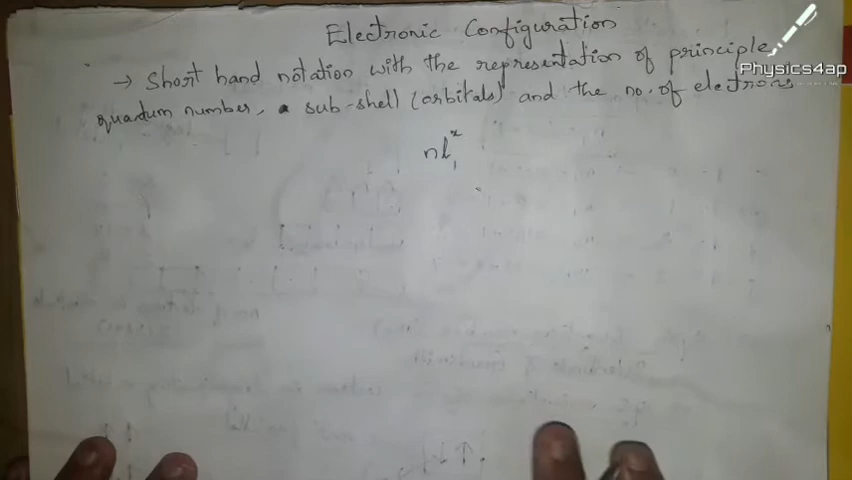 Electronic Configuration
→ Short hand notation with the representation of principle
quantum number, sub-shell (orbitals) and the no. of electrons
nl^x
Physics4ap